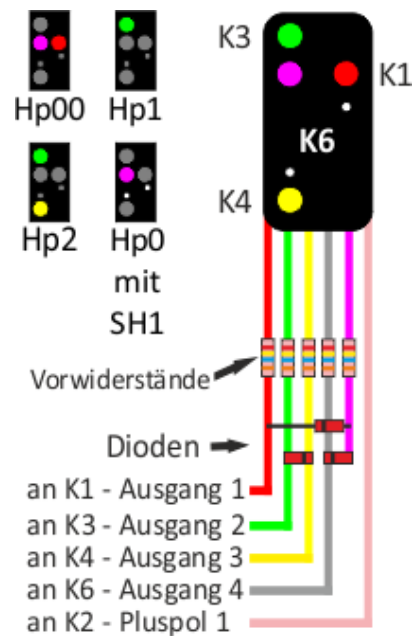 K3
K1
K6
K4
Hp00 Hp1
Hp2 Hp0
mit
SH1
Vorwiderstände
Dioden
an K1 - Ausgang 1
an K3 - Ausgang 2
an K4 - Ausgang 3
an K6 - Ausgang 4
an K2 - Pluspol 1